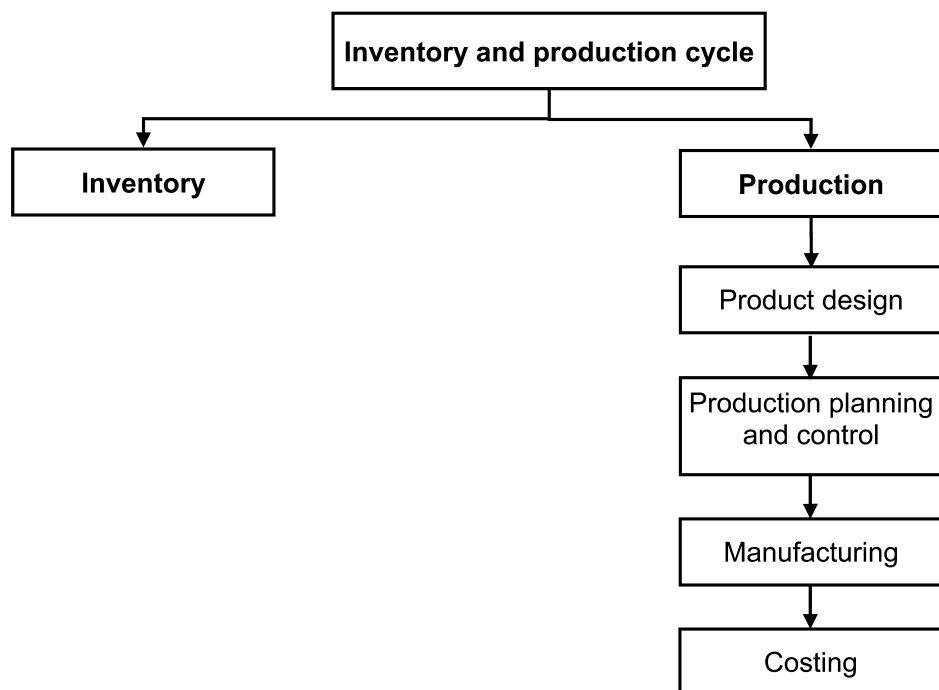 Inventory and production cycle
Inventory
Production
Product design
Production planning
and control
Manufacturing
Costing